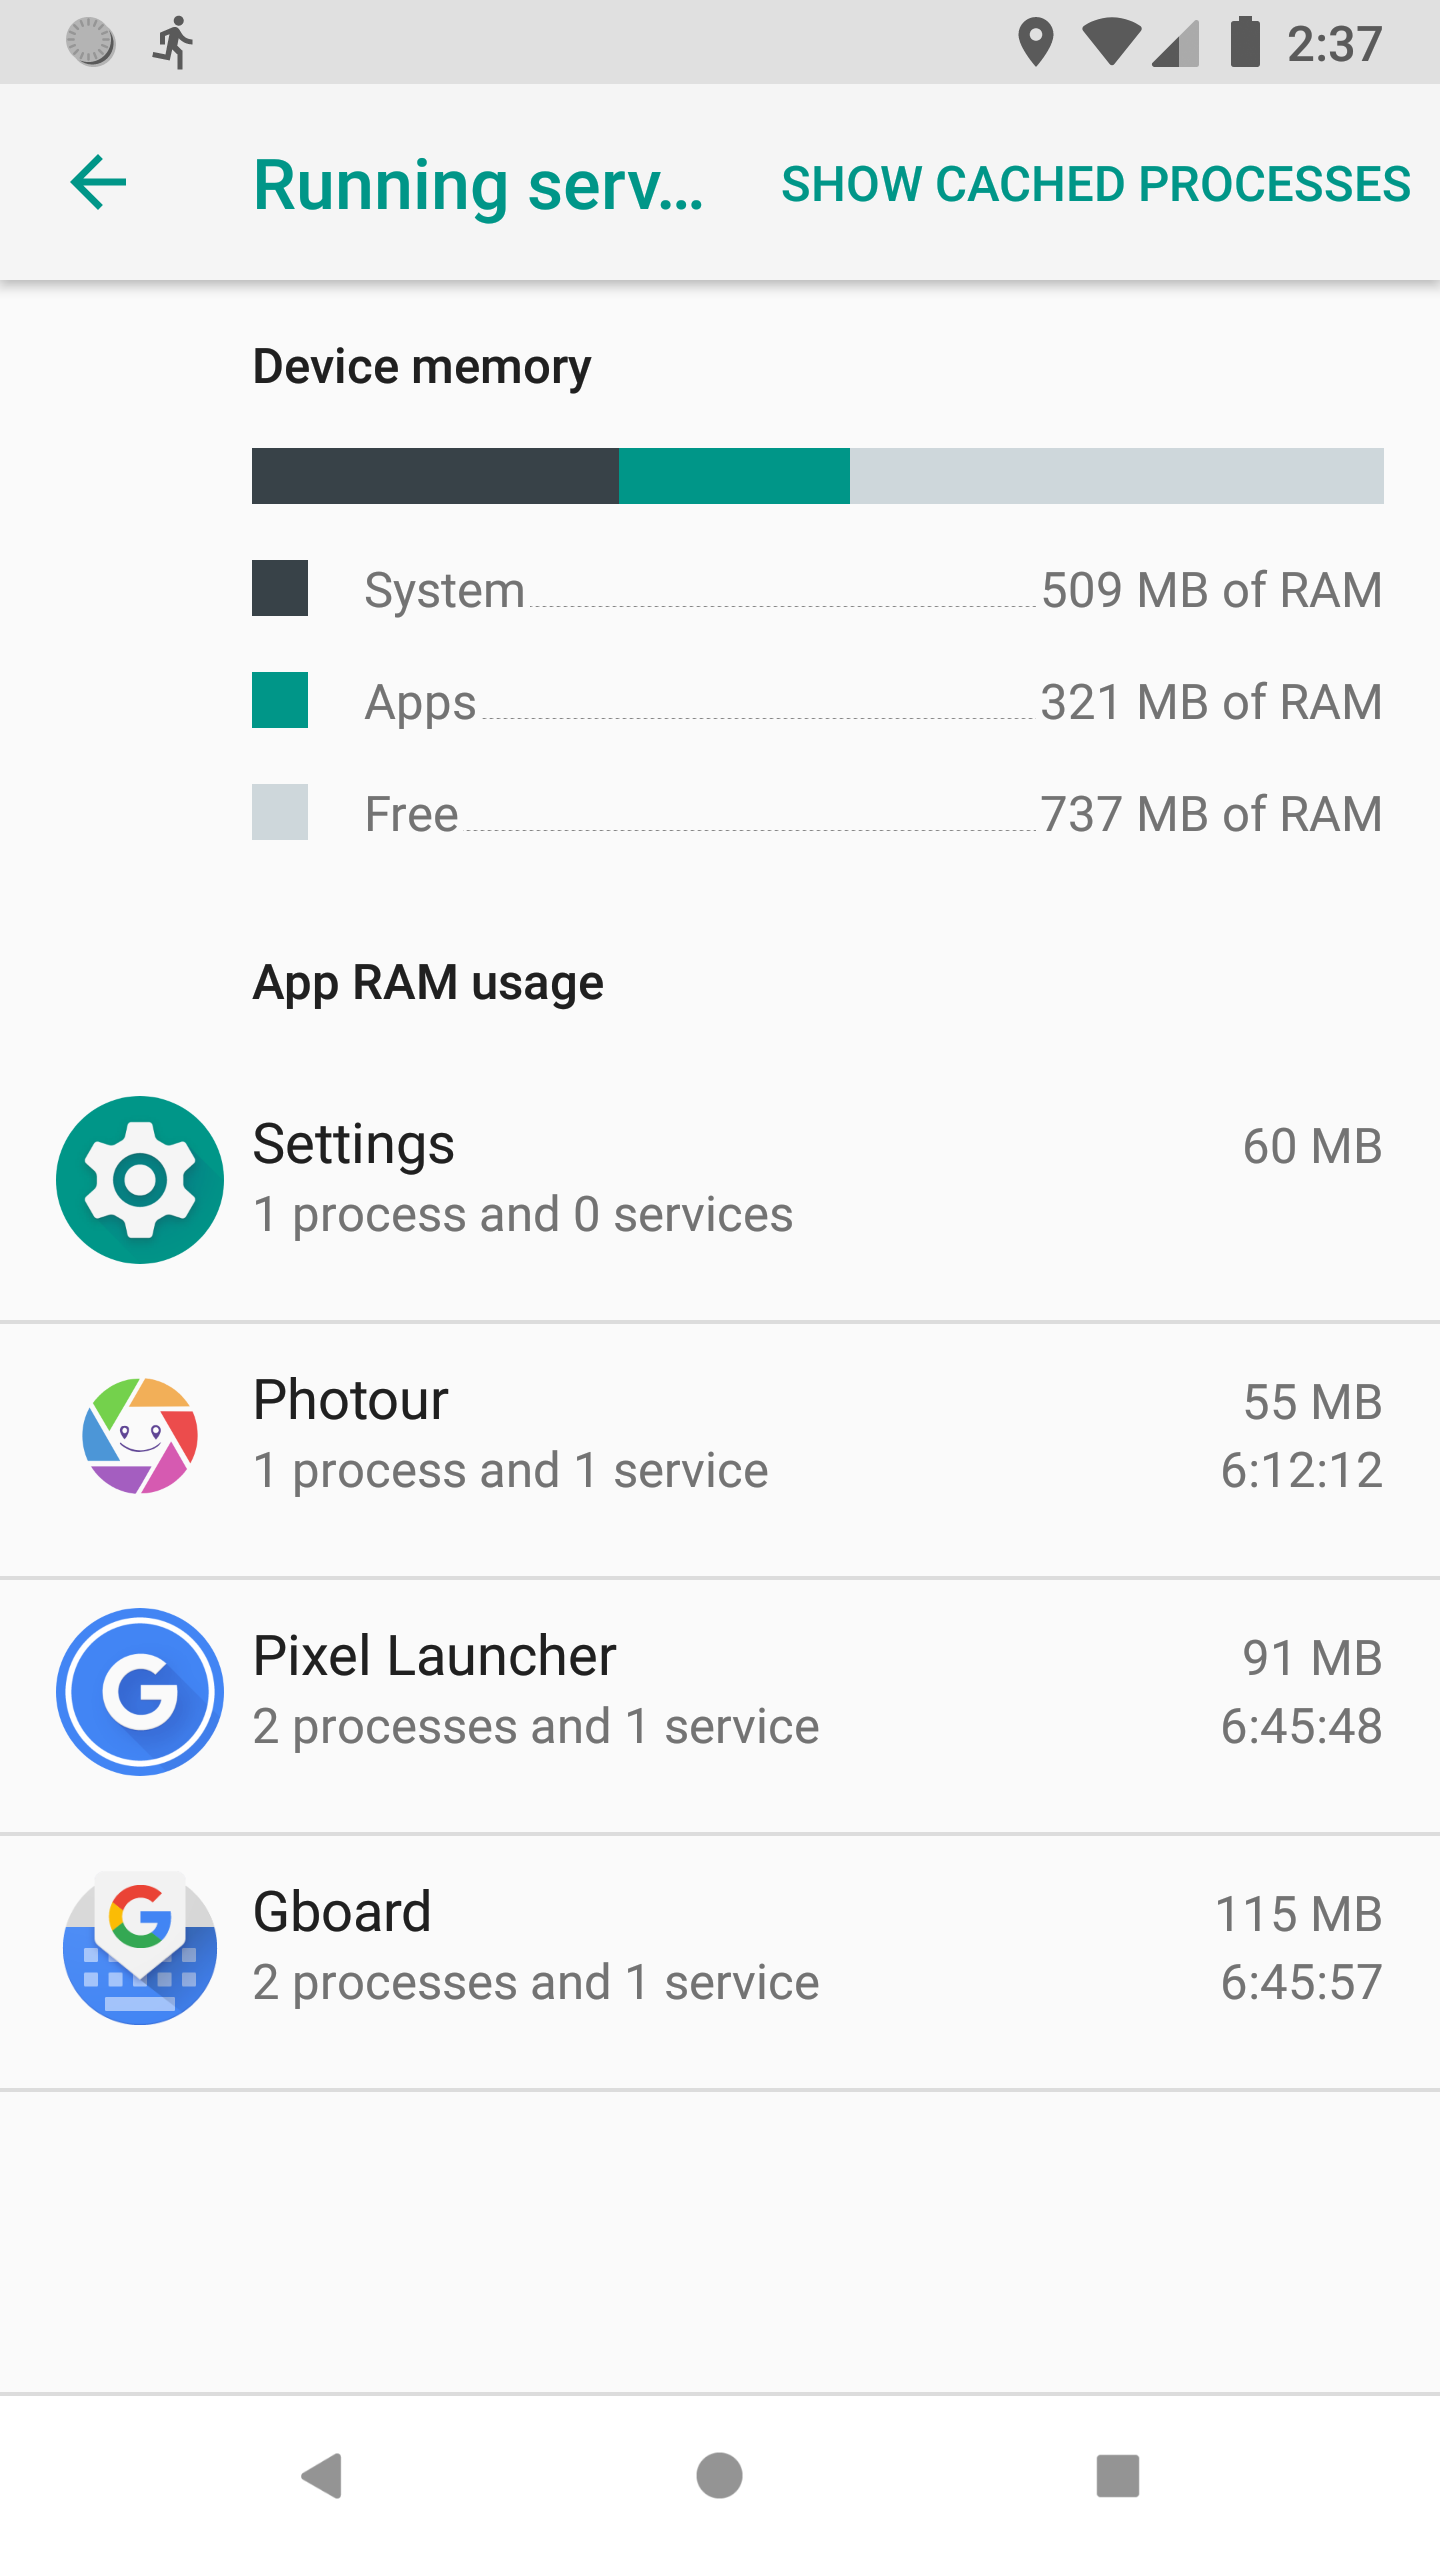 2:37
Running serv...
SHOW CACHED PROCESSES
Device memory
System 509 MB of RAM
Apps 321 MB of RAM
Free 737 MB of RAM
App RAM usage
Settings 60 MB
1 process and 0 services
Photour 55 MB
1 process and 1 service 6:12:12
Pixel Launcher 91 MB
2 processes and 1 service 6:45:48
Gboard 115 MB
2 processes and 1 service 6:45:57